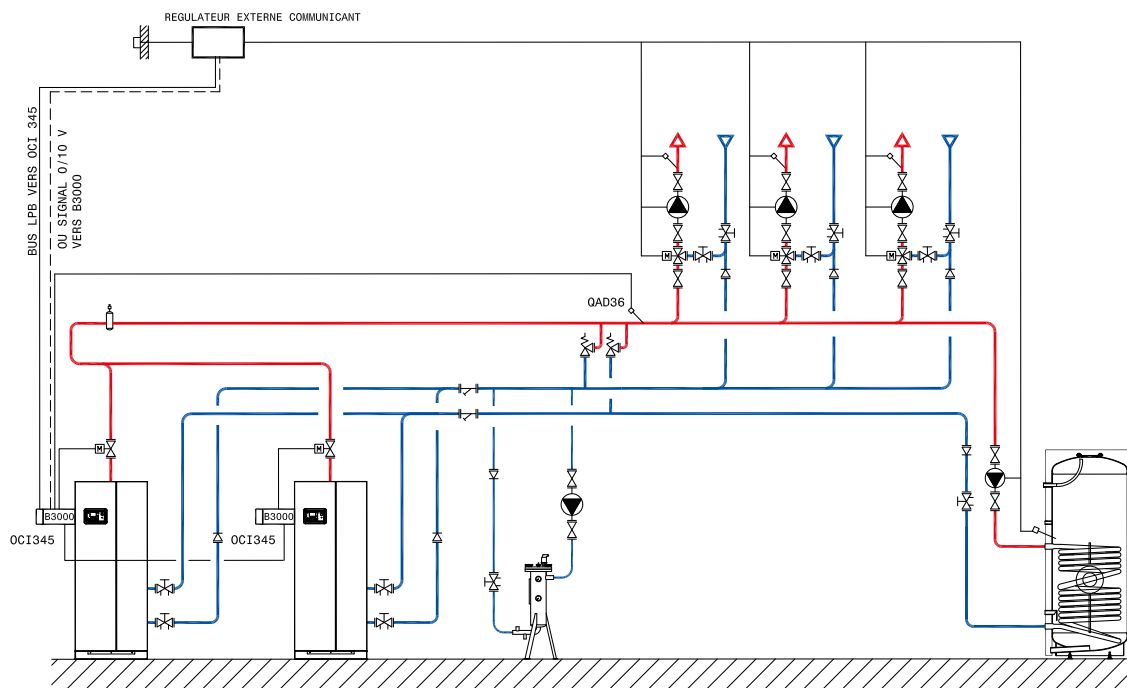 REGULATEUR EXTERNE COMMUNICANT
BUS LPB VERS OCI 345
OU SIGNAL 0/10 V
VERS B3000
QAD36
M
M
M
M
M
B3000
B3000
OCI345
OCI345